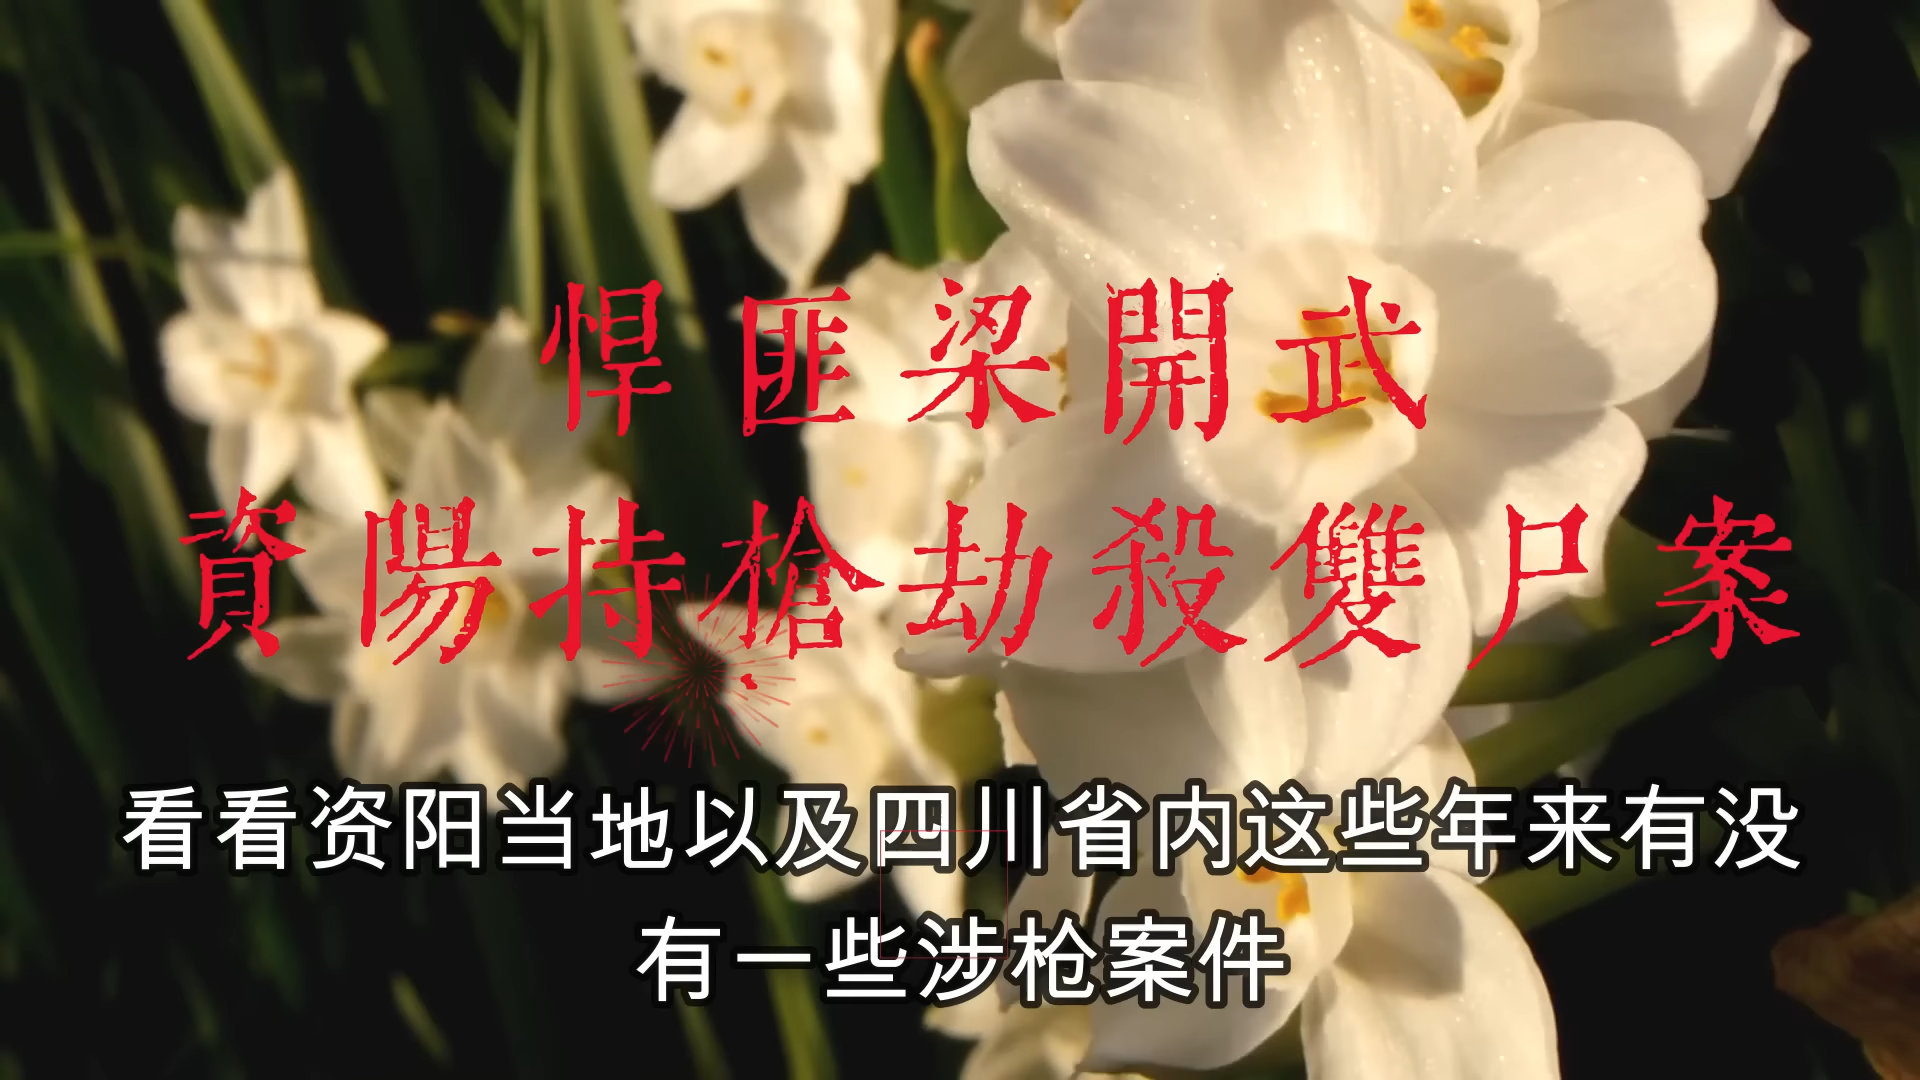 悍匪梁開武
資陽持槍劫殺雙尸案
看看资阳当地以及四川省内这些年来有没
有一些涉枪案件